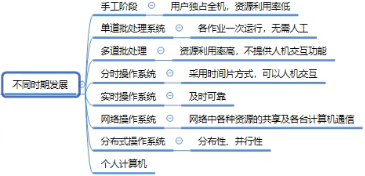 手工阶段 用户独占全机，资源利用率低
单道批处理系统 各作业一次运行，无需人工
多道批处理 资源利用率高，不提供人机交互功能
分时操作系统 采用时间片方式，可以人机交互
不同时期发展
实时操作系统 及时可靠
网络操作系统 网络中各种资源的共享及各台计算机通信
分布式操作系统 分布性、并行性
个人计算机